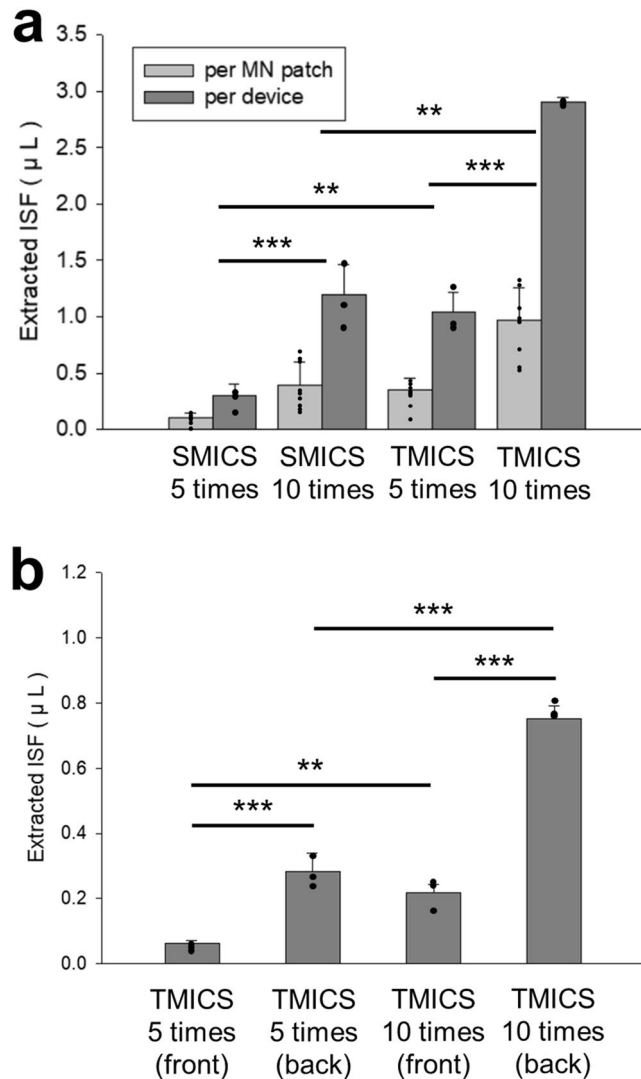 a
Extracted ISF ( μ L )
3.5
3.0
2.5
2.0
1.5
1.0
0.5
0.0
per MN patch
per device
**
***
**
***
SMICS SMICS TMICS TMICS
5 times 10 times 5 times 10 times
b
Extracted ISF ( μ L )
1.2
1.0
0.8
0.6
0.4
0.2
0.0
***
***
**
***
TMICS TMICS TMICS TMICS
5 times 5 times 10 times 10 times
(front) (back) (front) (back)